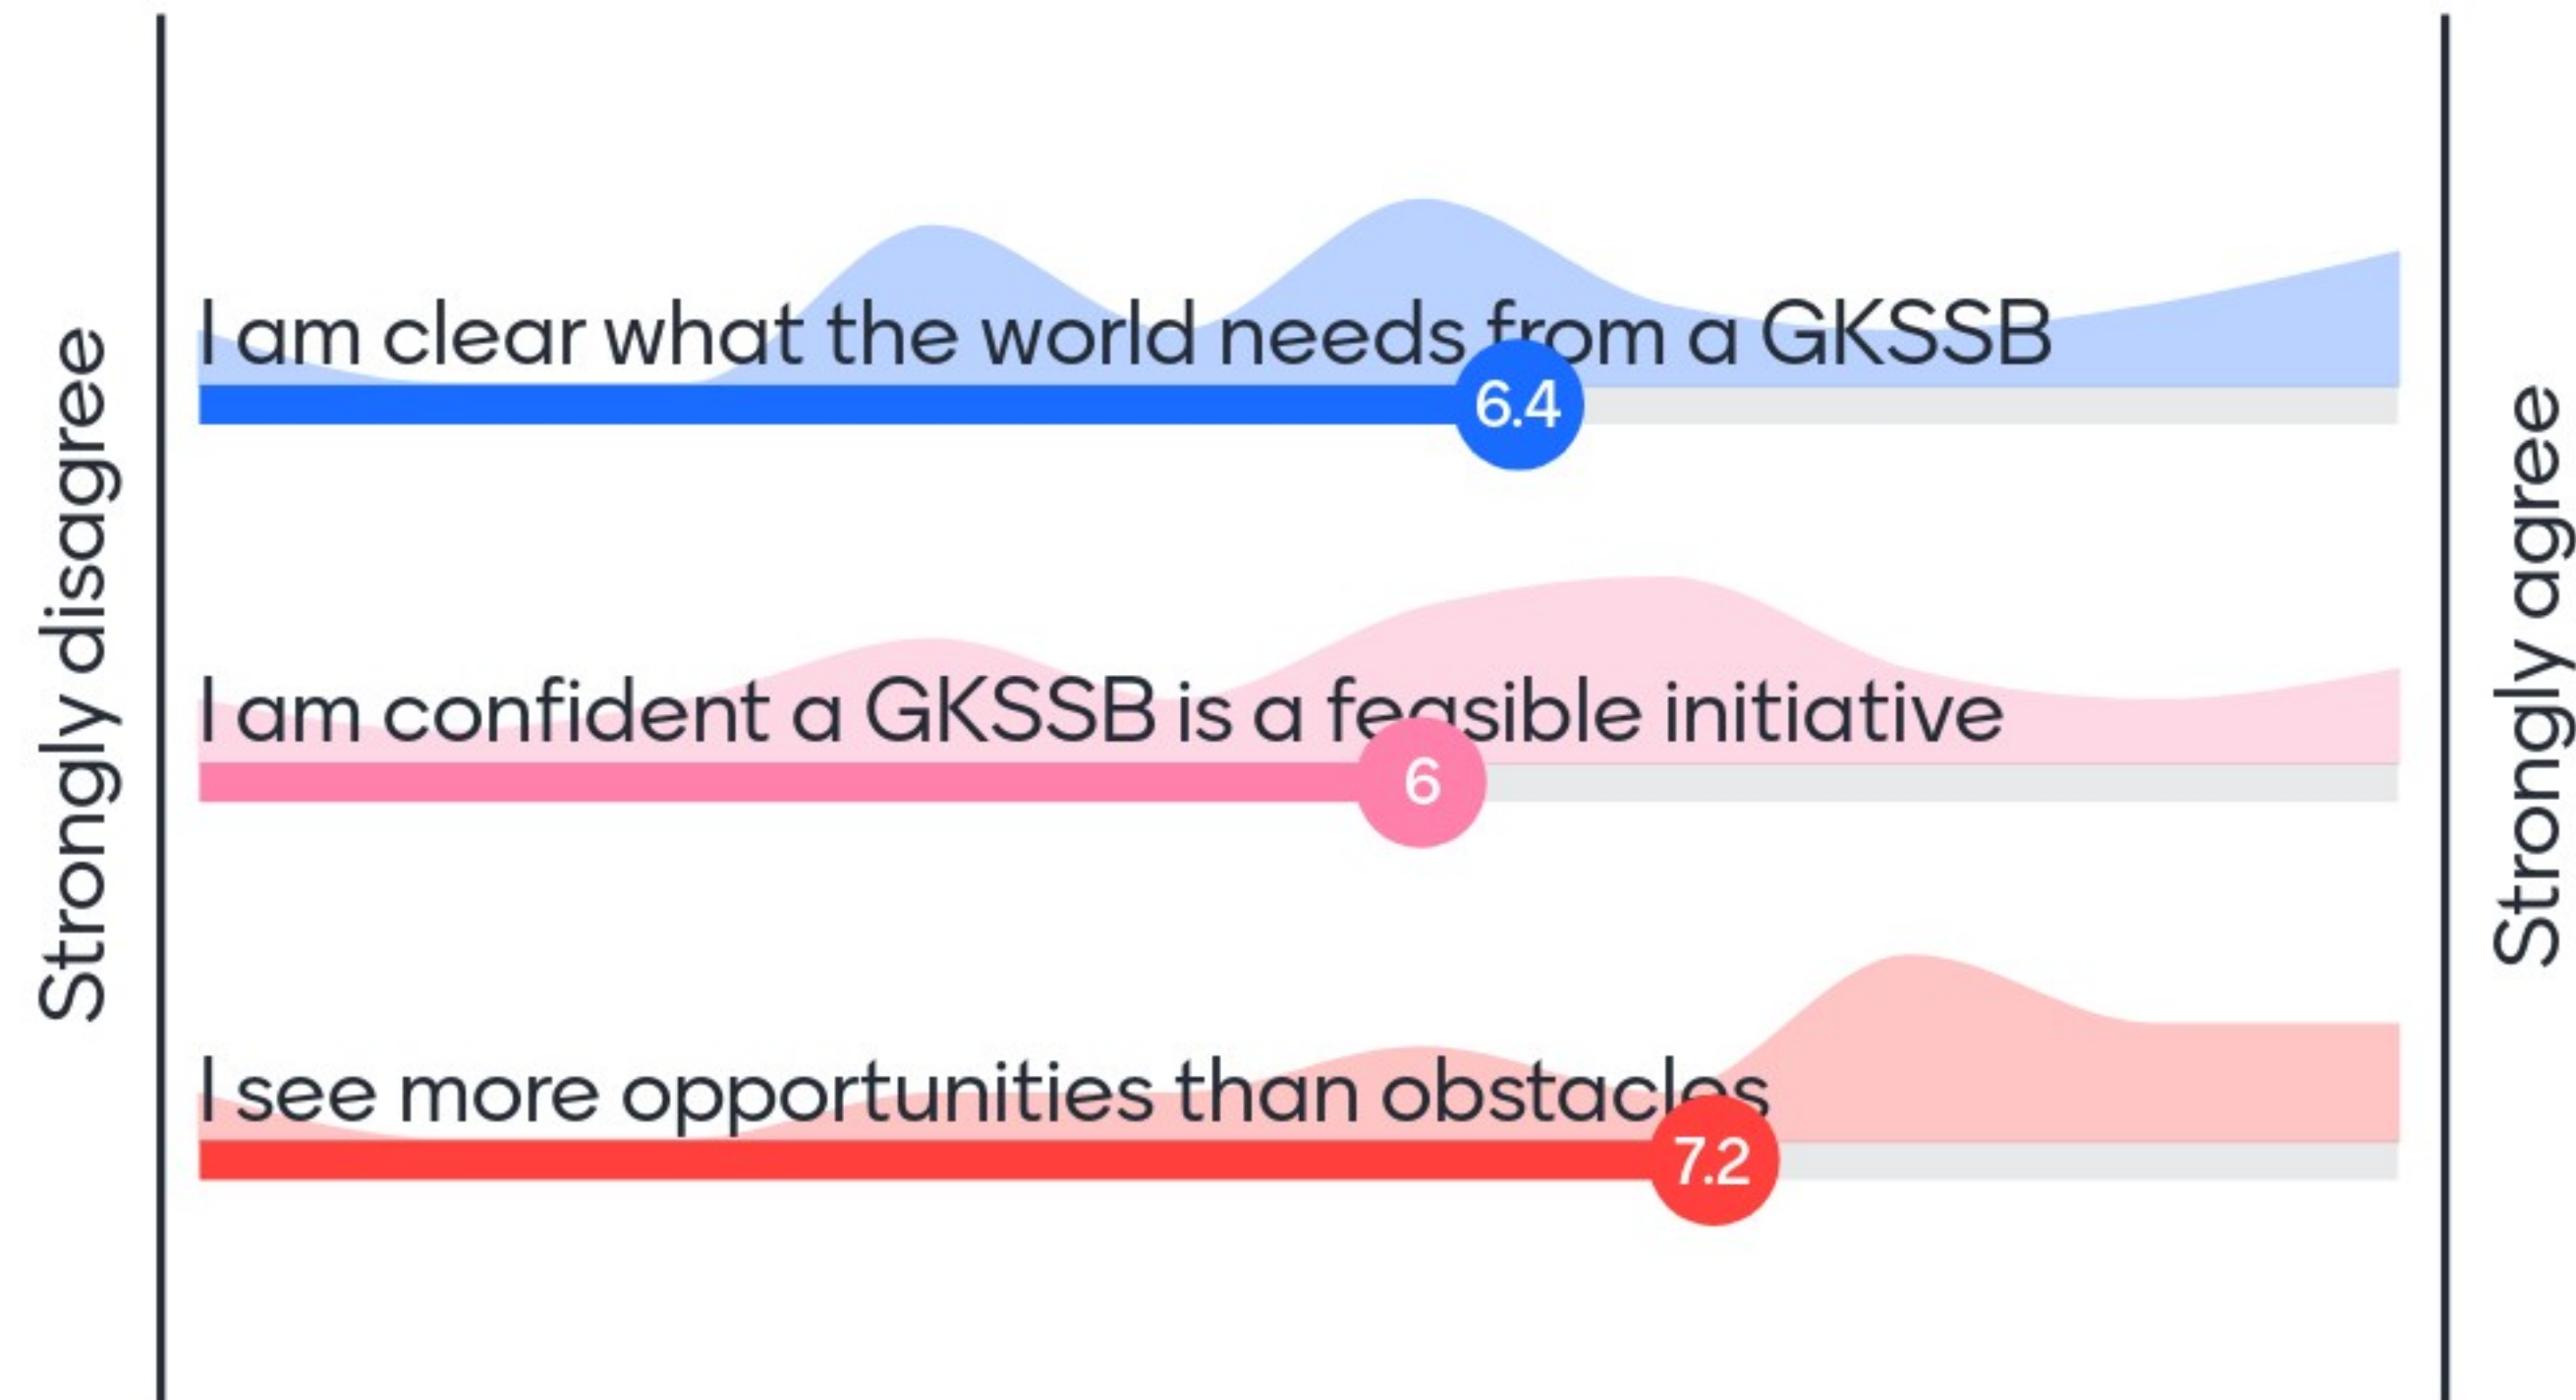 Strongly disagree
I am clear what the world needs from a GKSSB
6.4
I am confident a GKSSB is a feasible initiative
6
I see more opportunities than obstacles
7.2
Strongly agree